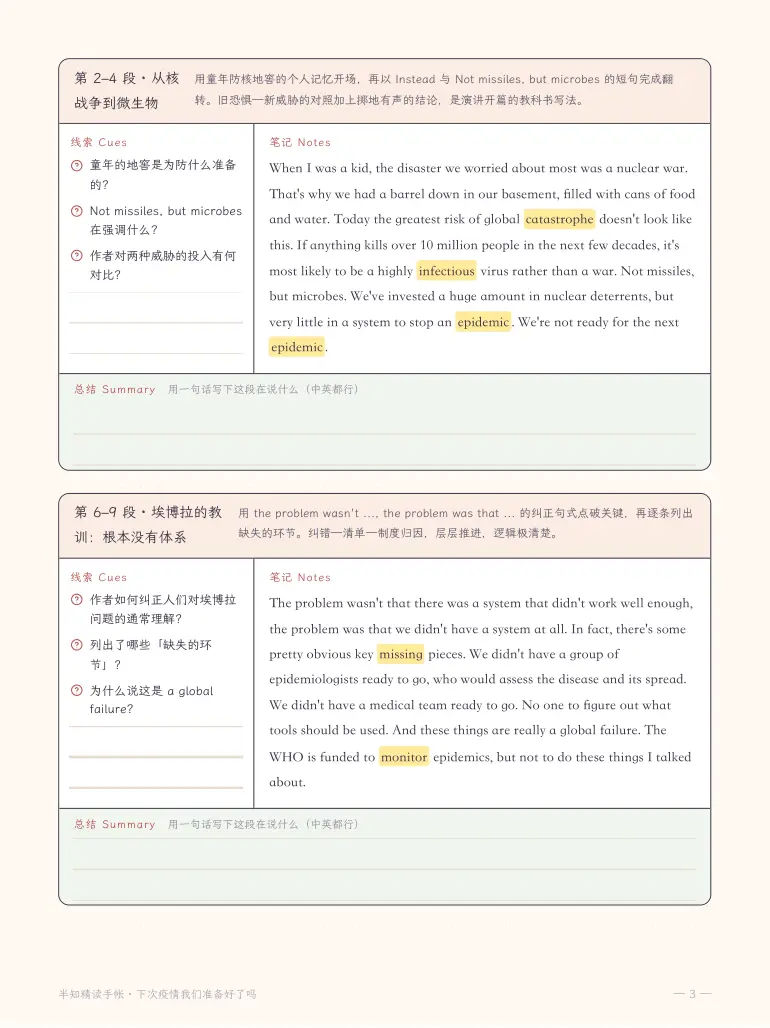 第 2–4 段・从核
战争到微生物
用童年防核地窖的个人记忆开场，再以 Instead 与 Not missiles, but microbes 的短句完成翻
转。旧恐惧—新威胁的对照加上掷地有声的结论，是演讲开篇的教科书写法。
线索 Cues
童年的地窖是为防什么准备
的？
Not missiles, but microbes
在强调什么？
作者对两种威胁的投入有何
对比？
笔记 Notes
When I was a kid, the disaster we worried about most was a nuclear war.
That's why we had a barrel down in our basement, filled with cans of food
and water. Today the greatest risk of global catastrophe doesn't look like
this. If anything kills over 10 million people in the next few decades, it's
most likely to be a highly infectious virus rather than a war. Not missiles,
but microbes. We've invested a huge amount in nuclear deterrents, but
very little in a system to stop an epidemic. We're not ready for the next
epidemic.
总结 Summary 用一句话写下这段在说什么（中英都行）
第 6–9 段・埃博拉的教
训：根本没有体系
用 the problem wasn't ..., the problem was that ... 的纠正句式点破关键，再逐条列出
缺失的环节。纠错—清单—制度归因，层层推进，逻辑极清楚。
线索 Cues
作者如何纠正人们对埃博拉
问题的通常理解？
列出了哪些「缺失的环
节」？
为什么说这是 a global
failure?
笔记 Notes
The problem wasn't that there was a system that didn't work well enough,
the problem was that we didn't have a system at all. In fact, there's some
pretty obvious key missing pieces. We didn't have a group of
epidemiologists ready to go, who would assess the disease and its spread.
We didn't have a medical team ready to go. No one to figure out what
tools should be used. And these things are really a global failure. The
WHO is funded to monitor epidemics, but not to do these things I talked
about.
总结 Summary 用一句话写下这段在说什么（中英都行）
半知精读手帐・下次疫情我们准备好了吗
— 3 —